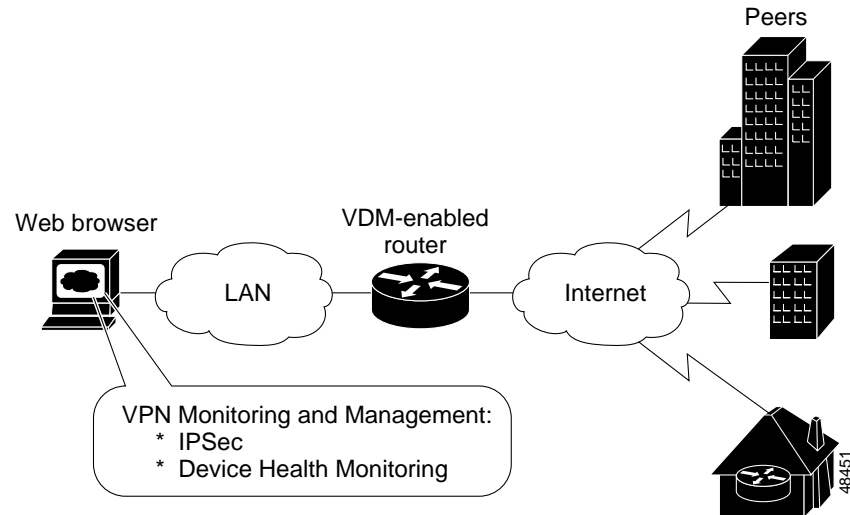 Peers
Web browser
VDM-enabled
router
LAN
Internet
VPN Monitoring and Management:
* IPSec
* Device Health Monitoring
48451